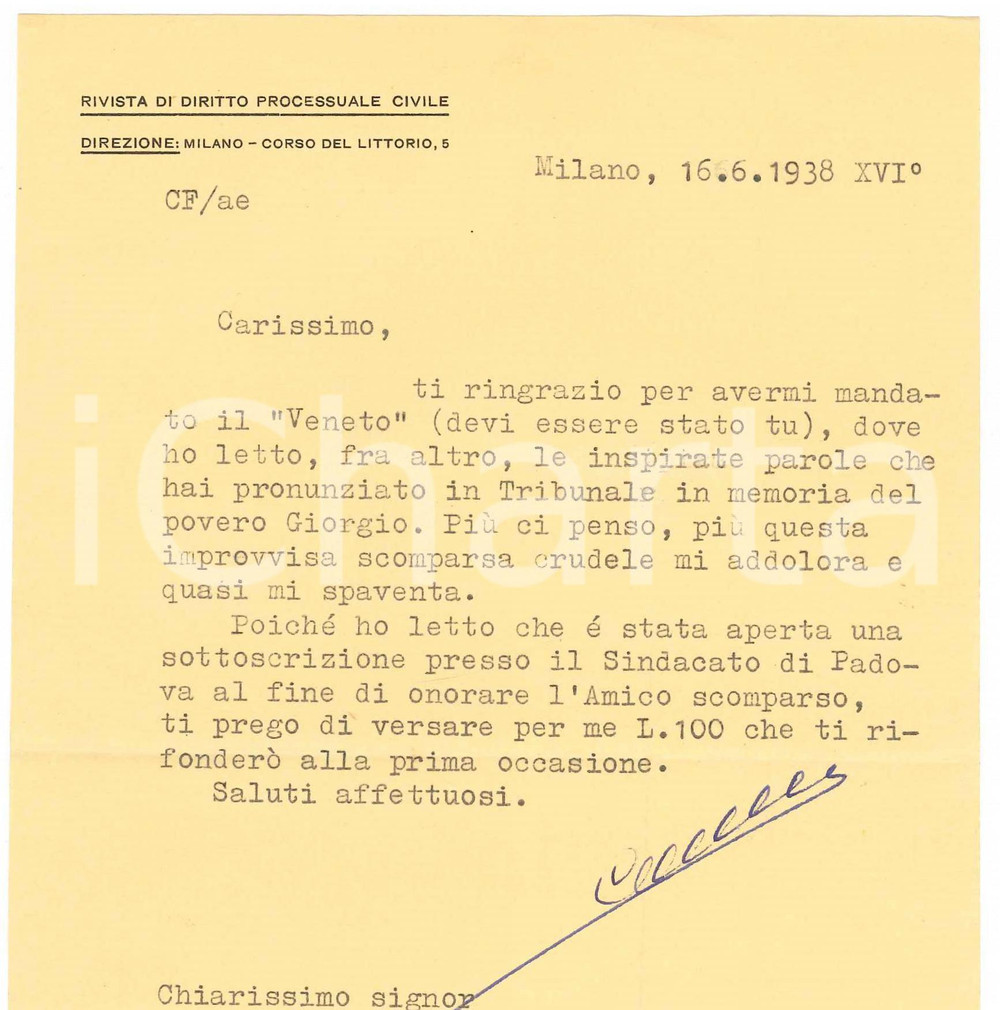 RIVISTA DI DIRITTO PROCESSUALE CIVILE
DIREZIONE: MILANO - CORSO DEL LITTORIO, 5
Milano, 16.6.1938 XVI°
CF/ae
Carissimo,
ti ringrazio per avermi manda-
to il "Veneto" (devi essere stato tu), dove
ho letto, fra altro, le inspirate parole che
hai pronunziato in Tribunale in memoria del
povero Giorgio. Più ci penso, più questa
improvvisa scomparsa crudele mi addolora e
quasi mi spaventa.
Poiché ho letto che é stata aperta una
sottoscrizione presso il Sindacato di Pado-
va al fine di onorare l'Amico scomparso,
ti prego di versare per me L.100 che ti ri-
fonderò alla prima occasione.
Saluti affettuosi.
Chiarissimo signor
iCharta